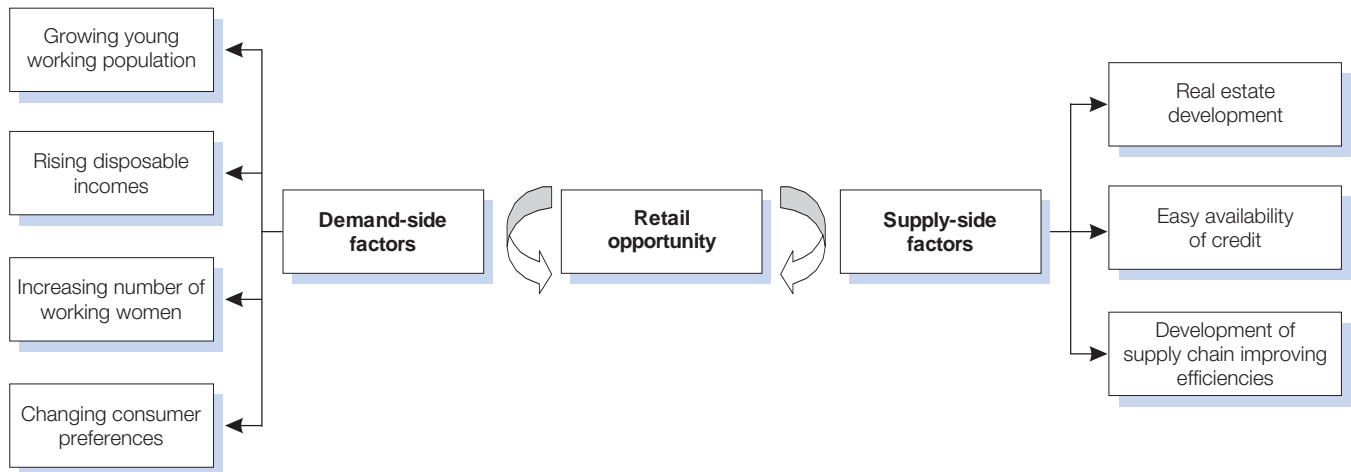 Growing young
working population
Rising disposable
incomes
Increasing number of
working women
Changing consumer
preferences
Demand-side
factors
Retail
opportunity
Supply-side
factors
Real estate
development
Easy availability
of credit
Development of
supply chain improving
efficiencies